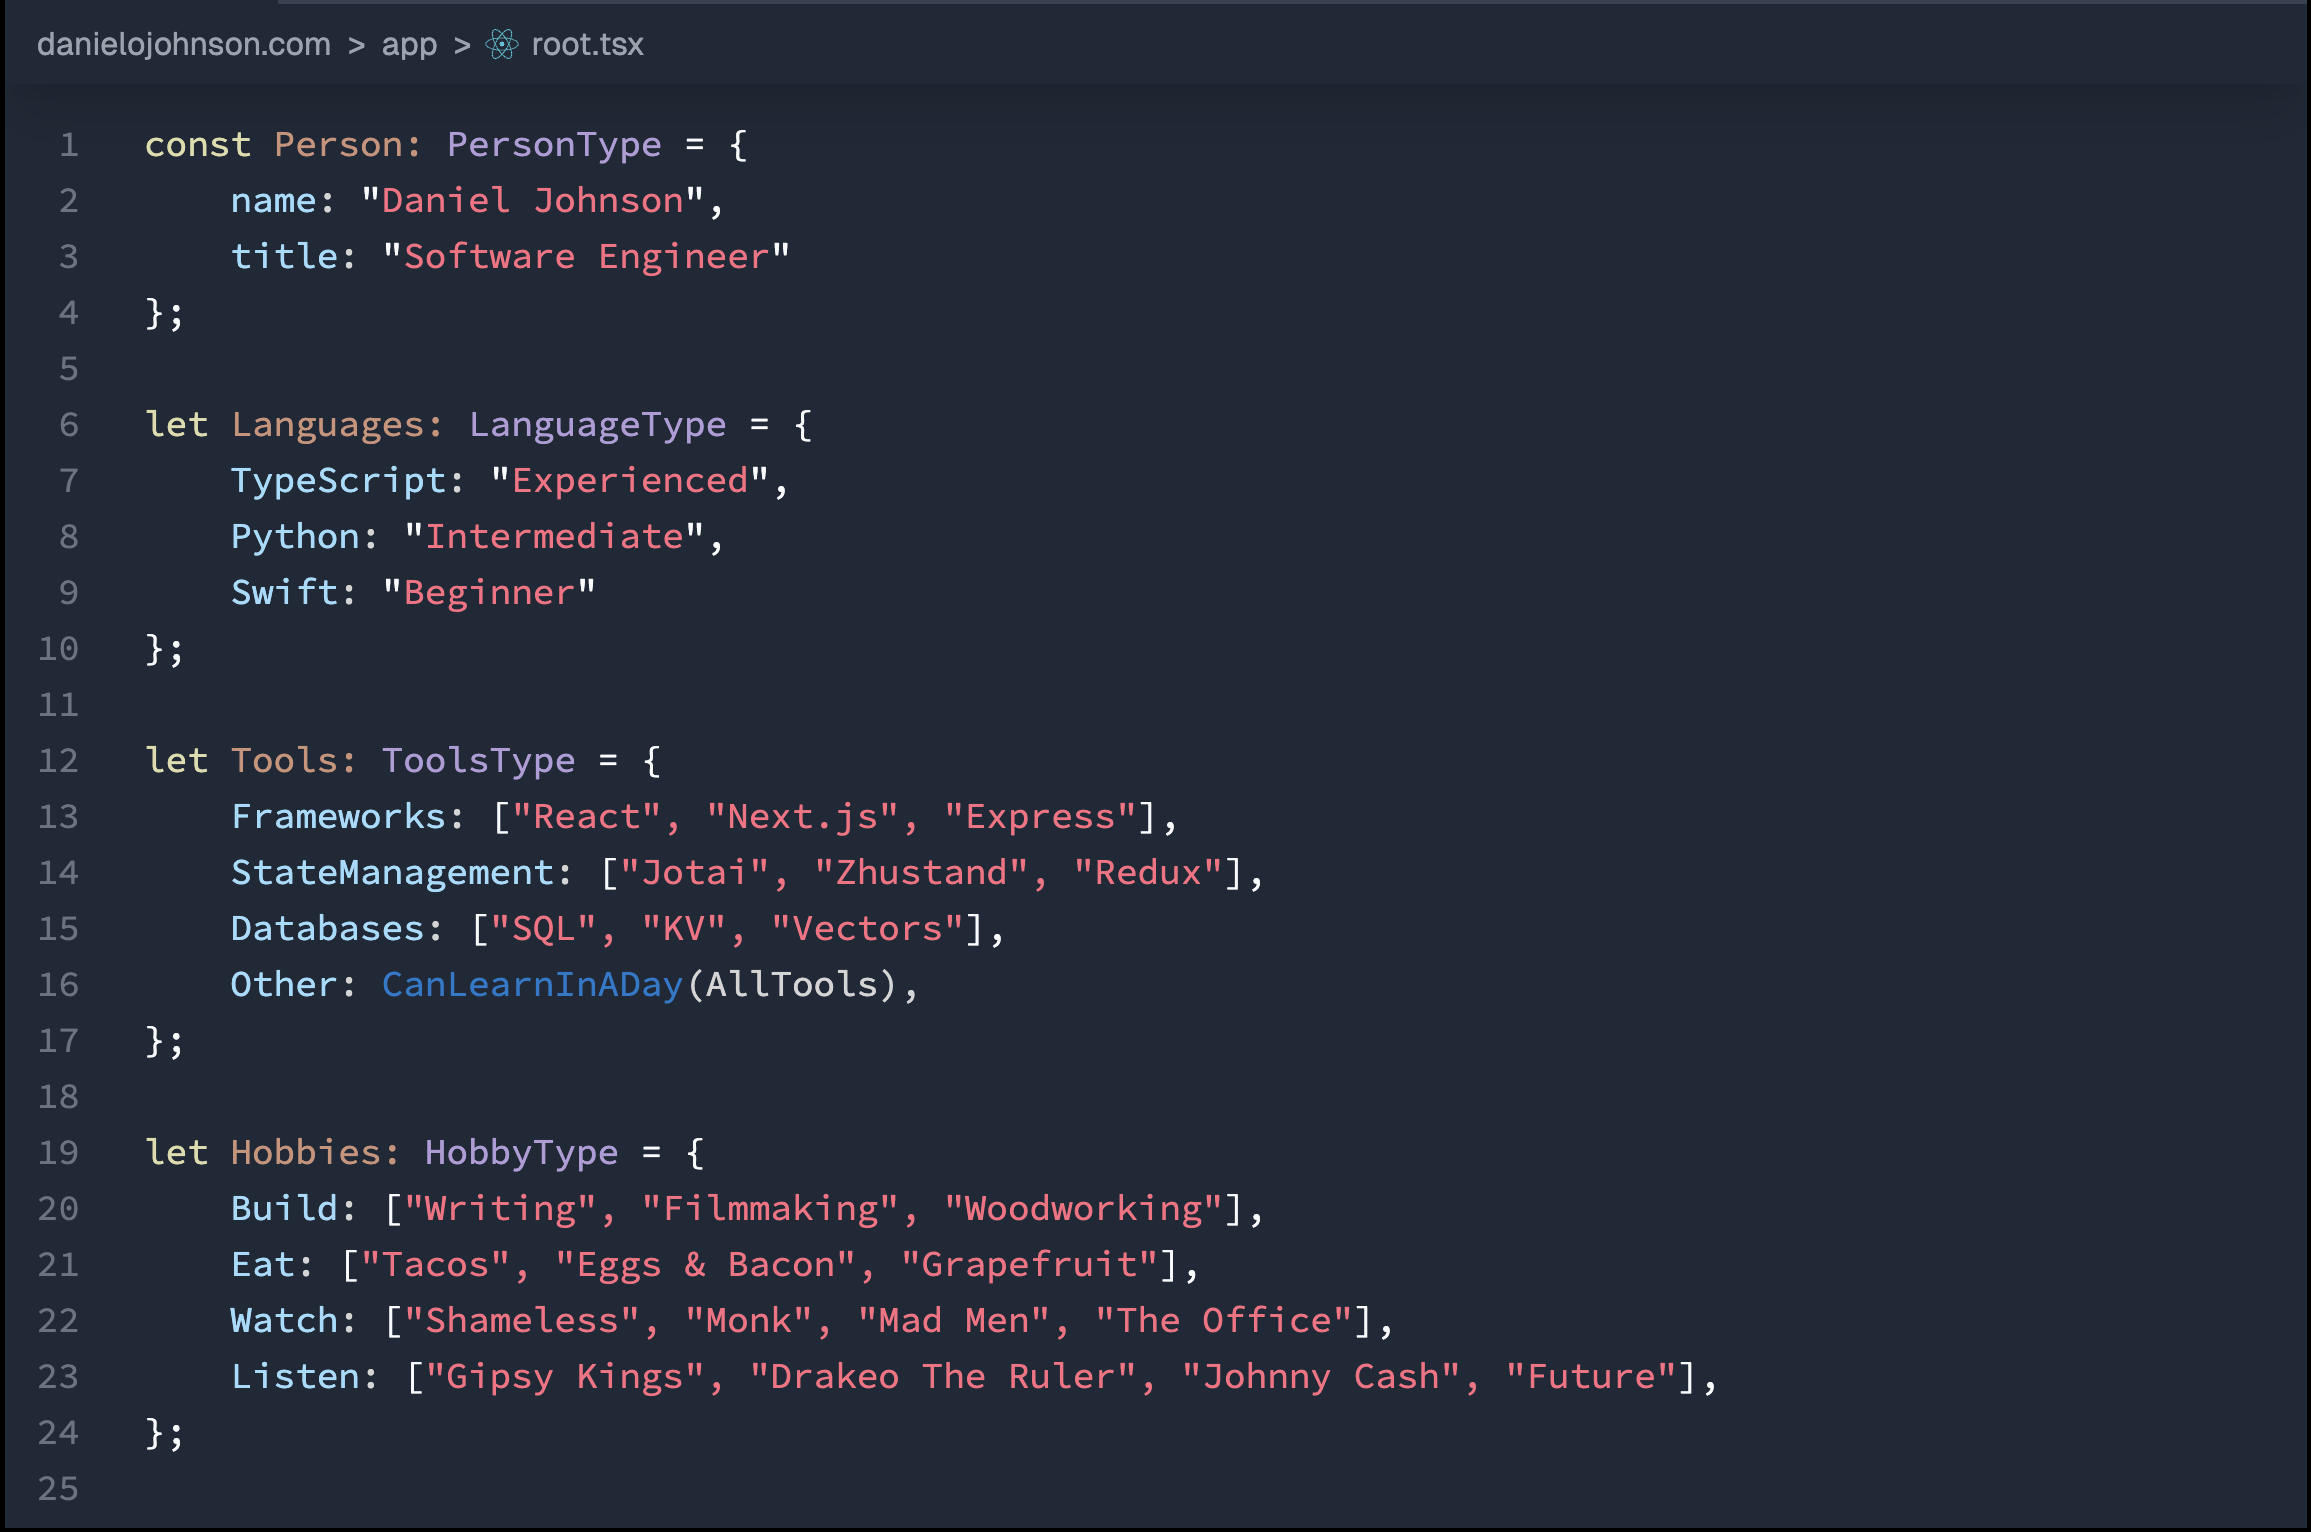 danielojohnson.com > app > root.tsx
1 const Person: PersonType = {
2     name: "Daniel Johnson",
3     title: "Software Engineer"
4 };
5
6 let Languages: LanguageType = {
7     TypeScript: "Experienced",
8     Python: "Intermediate",
9     Swift: "Beginner"
10 };
11
12 let Tools: ToolsType = {
13     Frameworks: ["React", "Next.js", "Express"],
14     StateManagement: ["Jotai", "Zhustand", "Redux"],
15     Databases: ["SQL", "KV", "Vectors"],
16     Other: CanLearnInADay(AllTools),
17 };
18
19 let Hobbies: HobbyType = {
20     Build: ["Writing", "Filmmaking", "Woodworking"],
21     Eat: ["Tacos", "Eggs & Bacon", "Grapefruit"],
22     Watch: ["Shameless", "Monk", "Mad Men", "The Office"],
23     Listen: ["Gipsy Kings", "Drakeo The Ruler", "Johnny Cash", "Future"],
24 };
25